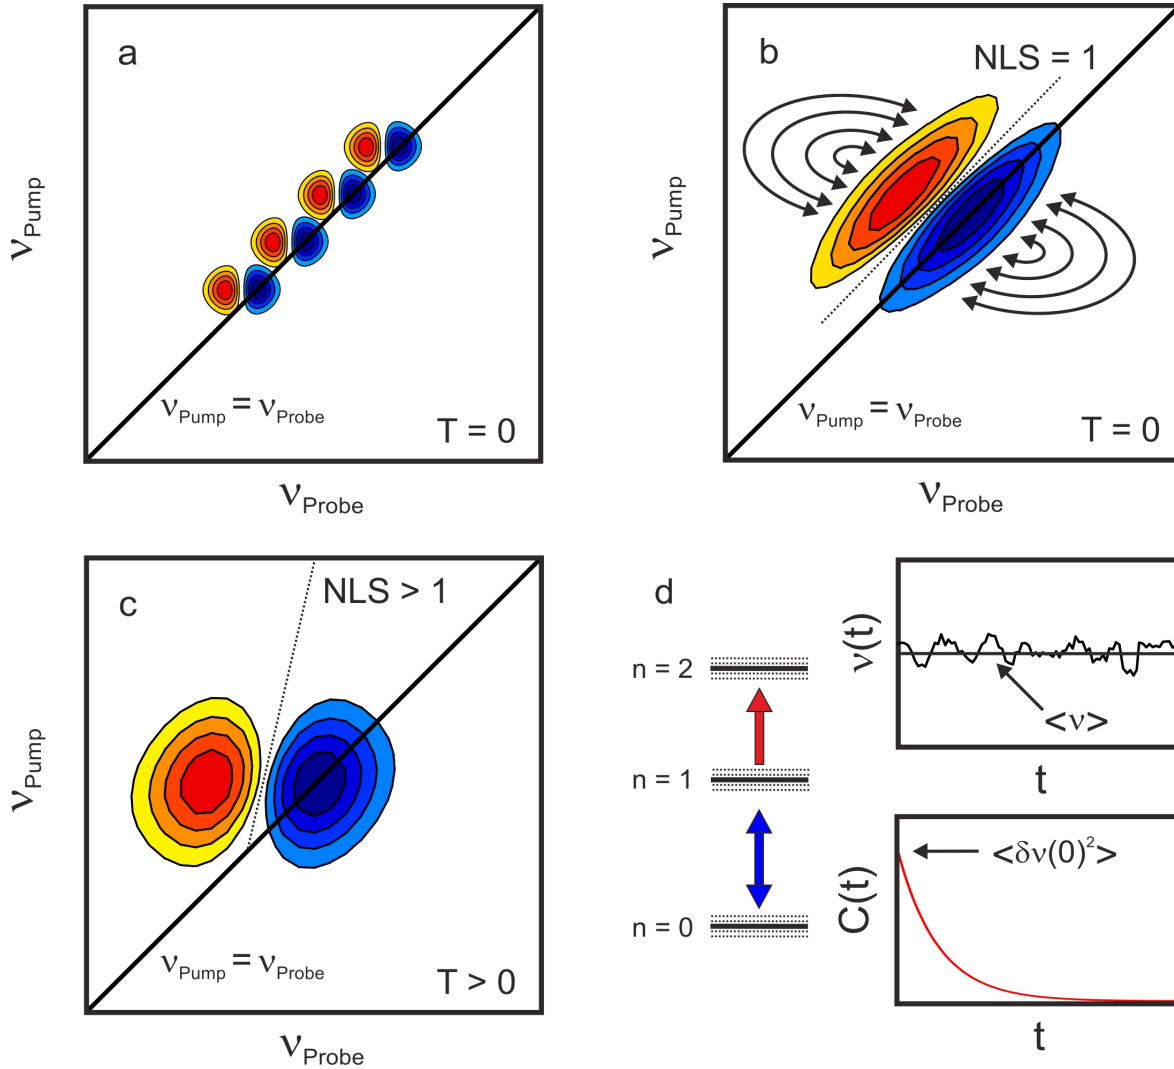 a
ν_Pump
ν_Pump = ν_Probe
T = 0
ν_Probe
b
NLS = 1
ν_Pump
ν_Pump = ν_Probe
T = 0
ν_Probe
c
NLS > 1
ν_Pump
ν_Pump = ν_Probe
T > 0
ν_Probe
d
n = 2
n = 1
n = 0
ν(t)
<ν>
t
C(t)
<δν(0)²>
t